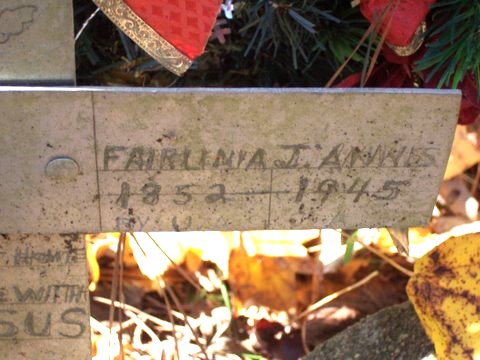 FAIRLINIA I. ANNIS
1852 — 1945
HOME
E WITH
SUS